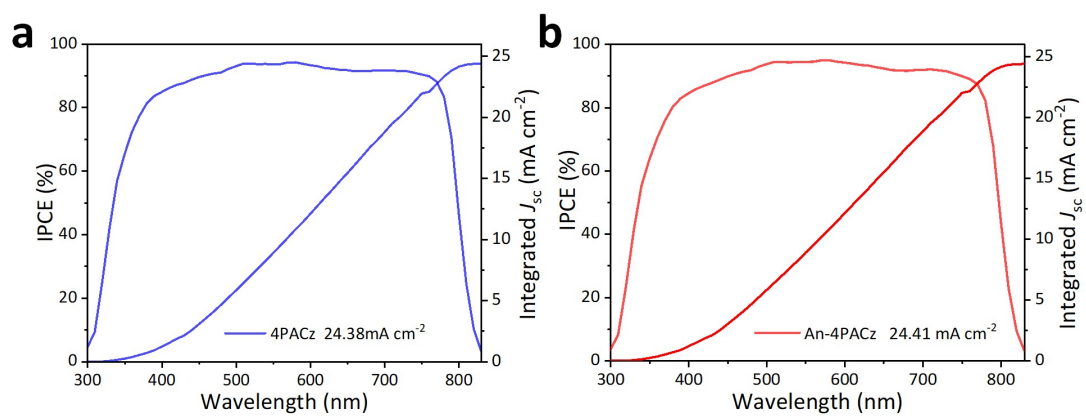 a
100
80
60
40
20
0
IPCE (%)
25
20
15
10
5
0
Integrated Jsc (mA cm-2)
4PACz 24.38mA cm-2
300 400 500 600 700 800
Wavelength (nm)
b
100
80
60
40
20
0
IPCE (%)
25
20
15
10
5
0
Integrated Jsc (mA cm-2)
An-4PACz 24.41 mA cm-2
300 400 500 600 700 800
Wavelength (nm)